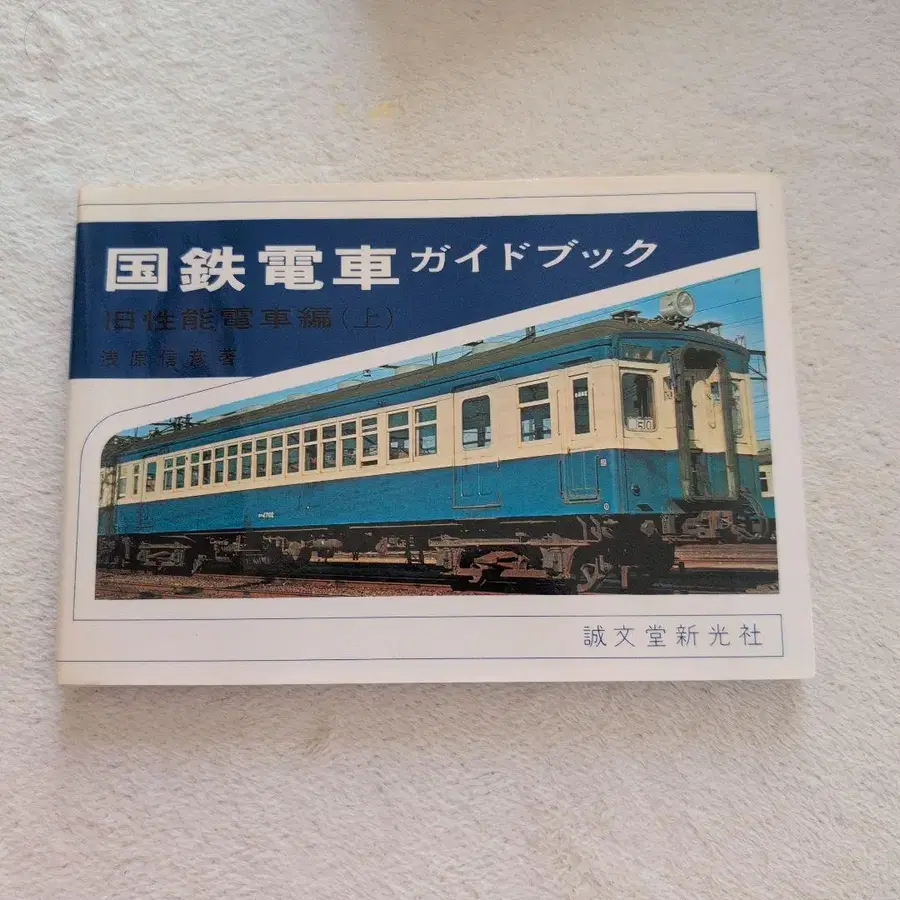 国鉄電車ガイドブック
旧性能電車編(上)
浅原信彦著
50
誠文堂新光社